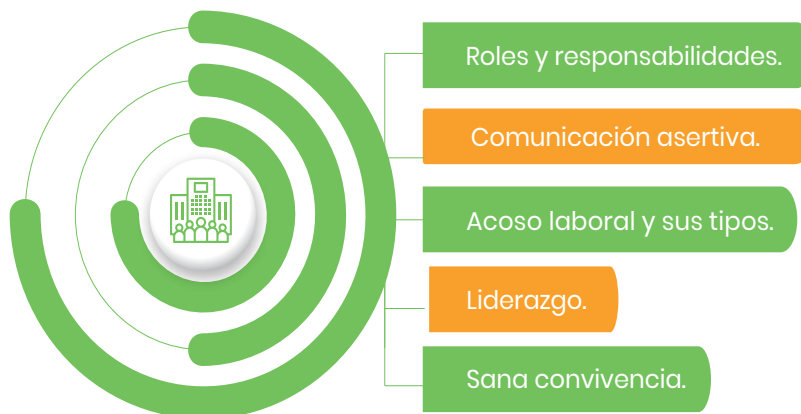 Roles y responsabilidades.
Comunicación asertiva.
Acoso laboral y sus tipos.
Liderazgo.
Sana convivencia.